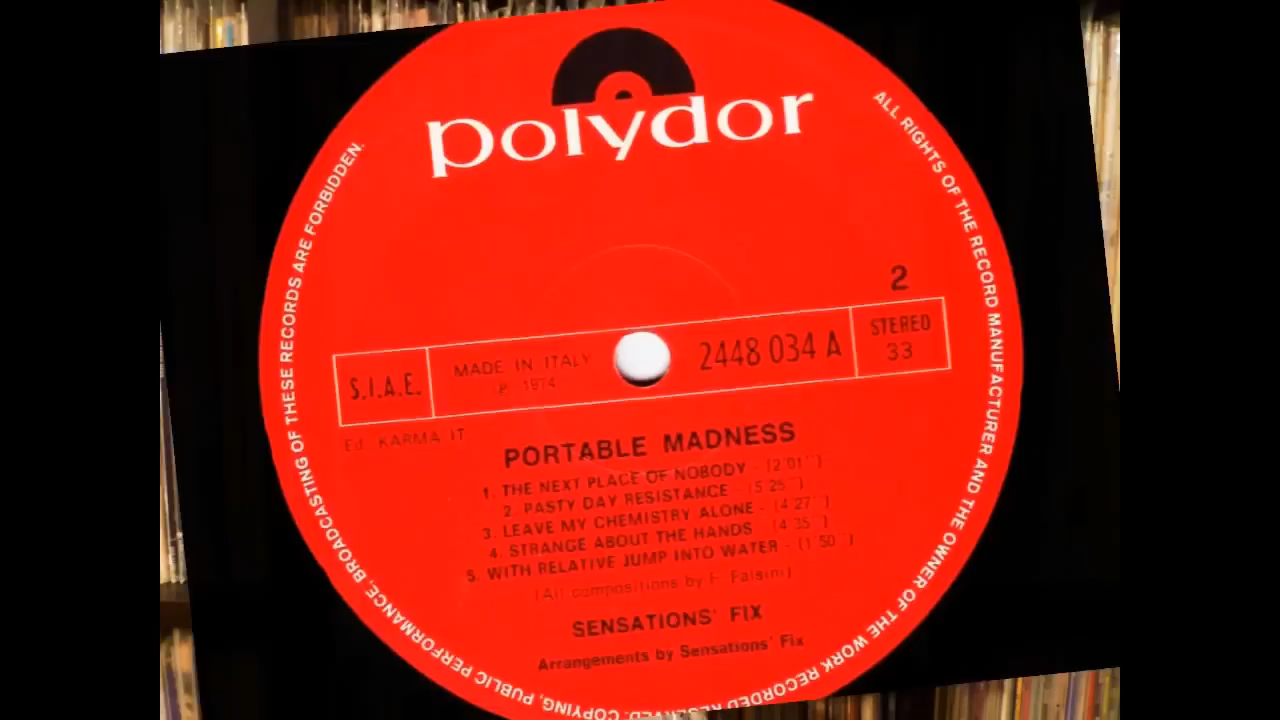 polydor
ALL RIGHTS OF THE RECORD MANUFACTURER AND THE OWNER OF THE WORK RECORDED RESERVED. COPYING, PUBLIC PERFORMANCE, BROADCASTING OF THESE RECORDS ARE FORBIDDEN.
2
S.I.A.E.
MADE IN ITALY
℗ 1974
2448 034 A
STEREO
33
Ed. KARMA IT
PORTABLE MADNESS
1. THE NEXT PLACE OF NOBODY - (2'01'')
2. PASTY DAY RESISTANCE (5'25'')
3. LEAVE MY CHEMISTRY ALONE - (4'27'')
4. STRANGE ABOUT THE HANDS (4'35'')
5. WITH RELATIVE JUMP INTO WATER - (1'50'')
(All compositions by F. Falsini)
SENSATIONS' FIX
Arrangements by Sensations' Fix